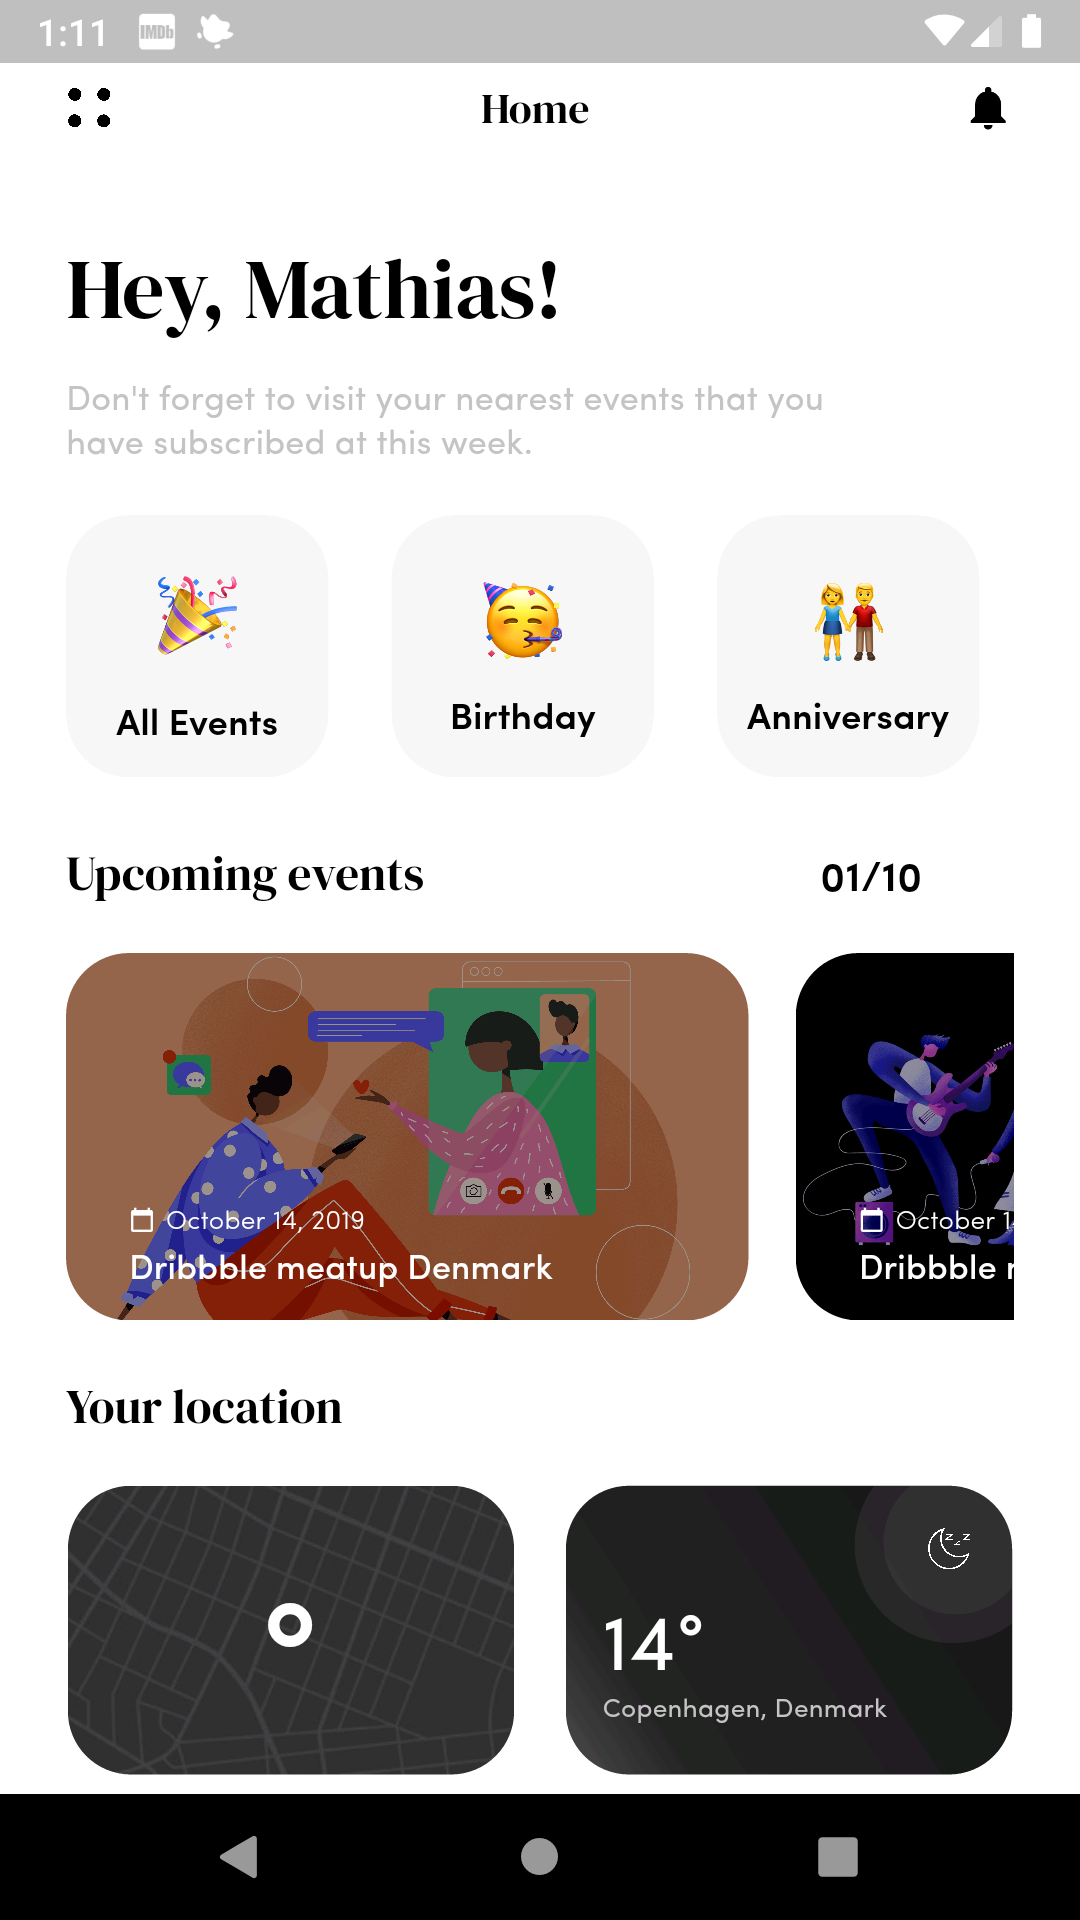 1:11
IMDb
Home
Hey, Mathias!
Don't forget to visit your nearest events that you
have subscribed at this week.
All Events
Birthday
Anniversary
Upcoming events
01/10
October 14, 2019
Dribbble meatup Denmark
October 1
Dribbble
Your location
z z z
14°
Copenhagen, Denmark